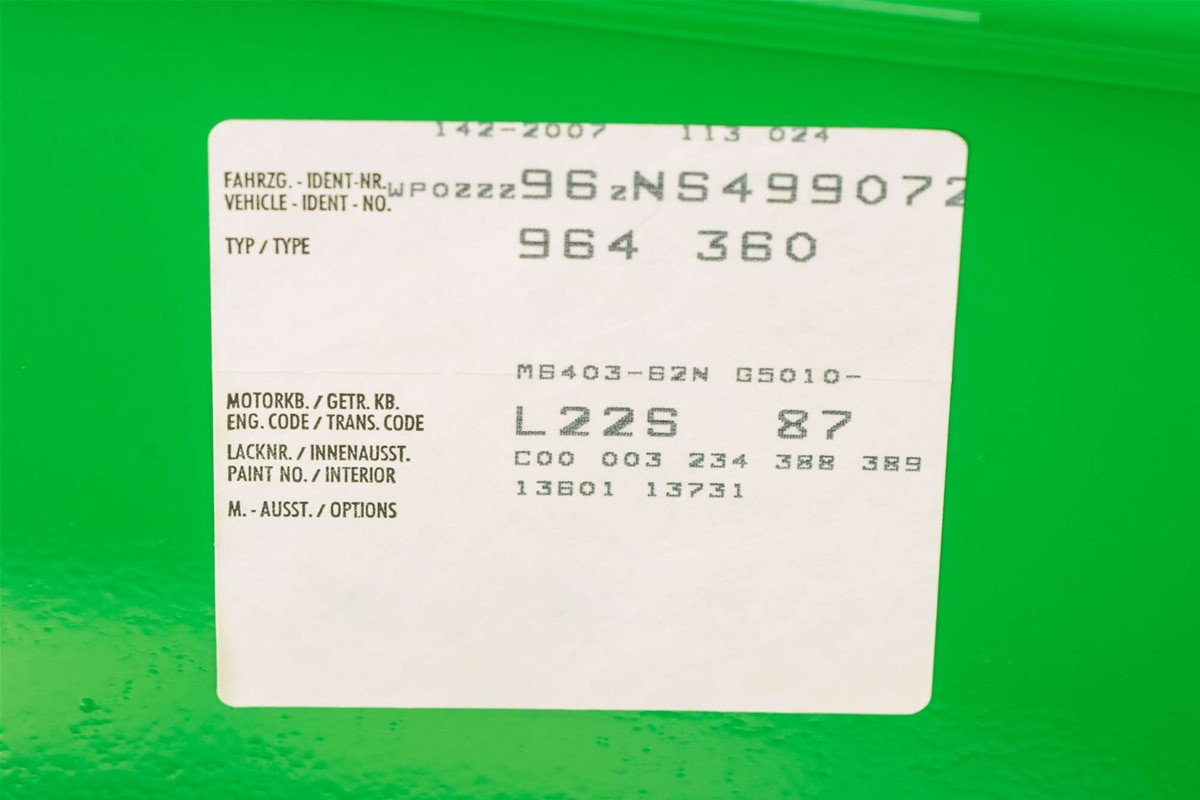 142-2007 113 024
FAHRZG. - IDENT-NR. WP0ZZZ96zNS499072
VEHICLE - IDENT - NO.
TYP / TYPE 964 360
M6403-62N G5010-
MOTORKB. / GETR. KB.
ENG. CODE / TRANS. CODE L22S 87
LACKNR. / INNENAUSST. C00 003 234 388 389
PAINT NO. / INTERIOR 13601 13731
M. - AUSST. / OPTIONS